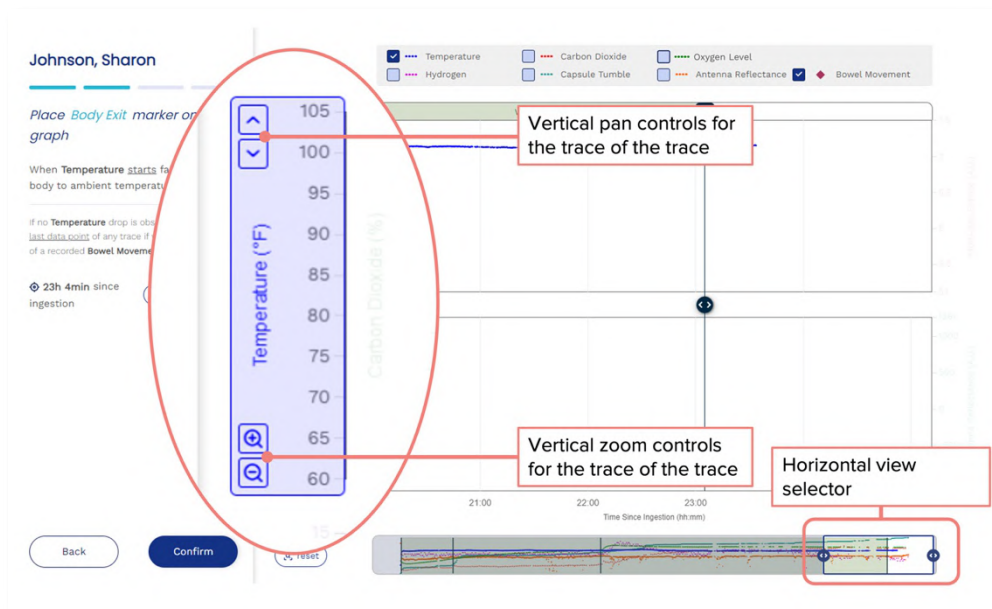 Johnson, Sharon
Place Body Exit marker on
graph
When Temperature starts fa
body to ambient temperatu
If no Temperature drop is obs
last data point of any trace if
of a recorded Bowel Moveme
23h 4min since
ingestion
Back
Confirm
reset
Temperature
Carbon Dioxide
Oxygen Level
Hydrogen
Capsule Tumble
Antenna Reflectance
Bowel Movement
Vertical pan controls for
the trace of the trace
105
100
95
90
85
80
75
70
65
60
15
Temperature (°F)
Carbon Dioxide (%)
Vertical zoom controls
for the trace of the trace
Horizontal view
selector
21:00
22:00
23:00
Time Since Ingestion (hh:mm)